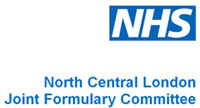 NHS
North Central London
Joint Formulary Committee